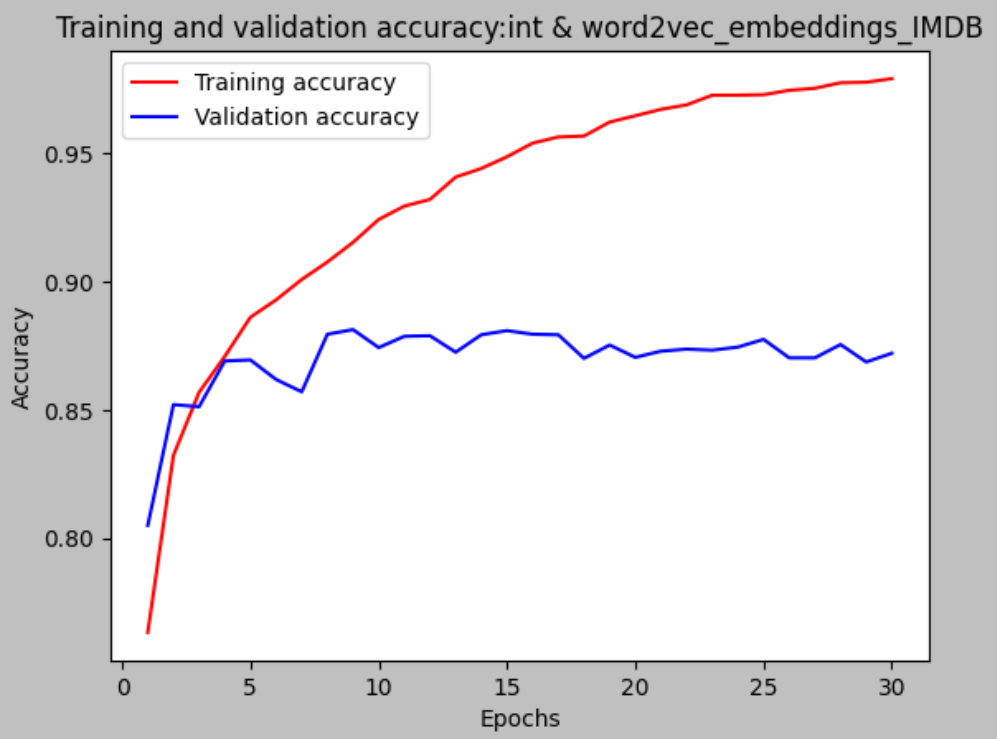 Training and validation accuracy:int & word2vec_embeddings_IMDB
Training accuracy
Validation accuracy
0.95
0.90
0.85
0.80
Accuracy
0 5 10 15 20 25 30
Epochs